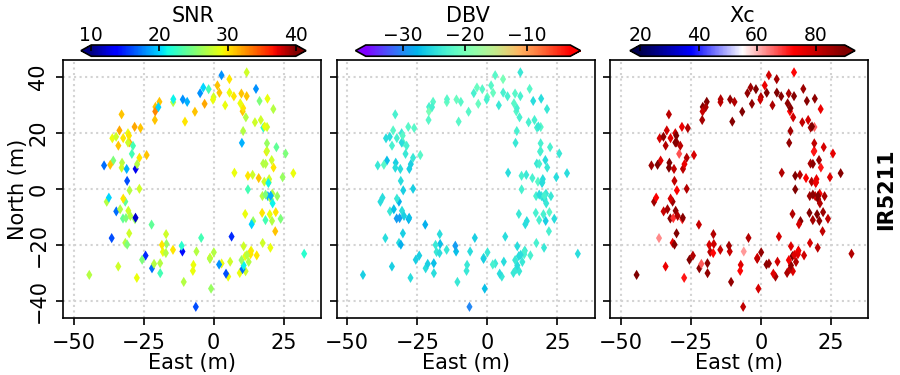 SNR DBV Xc
10 20 30 40 −30 −20 −10 20 40 60 80
40
20
0
−20
−40
North (m)
IR5211
−50 −25 0 25 −50 −25 0 25 −50 −25 0 25
East (m) East (m) East (m)